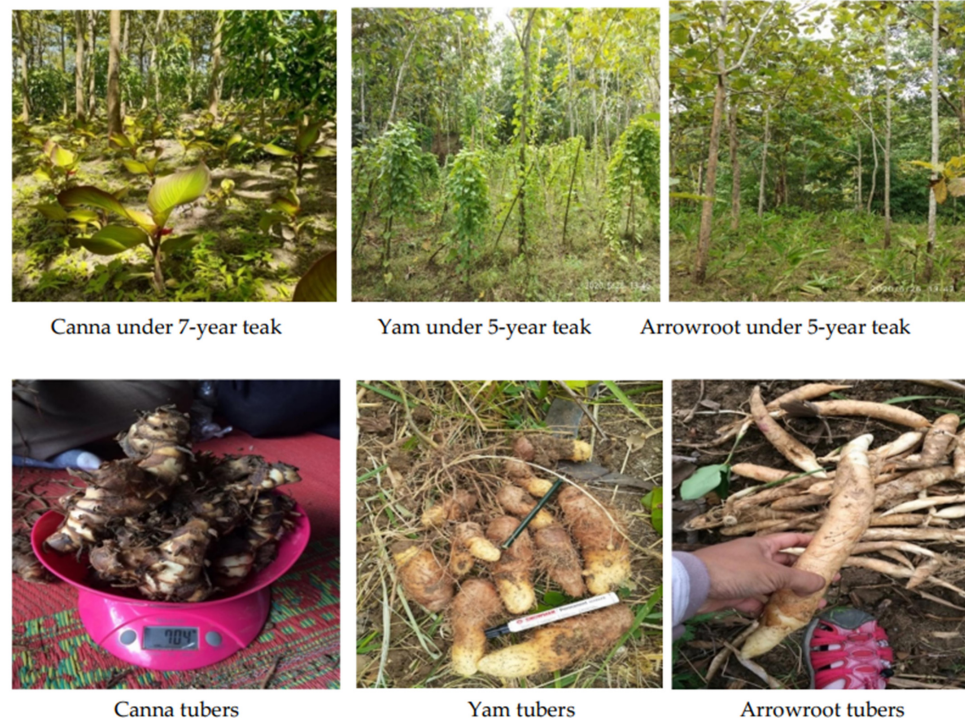 Canna under 7-year teak
Yam under 5-year teak
Arrowroot under 5-year teak
704
Canna tubers
Yam tubers
Arrowroot tubers